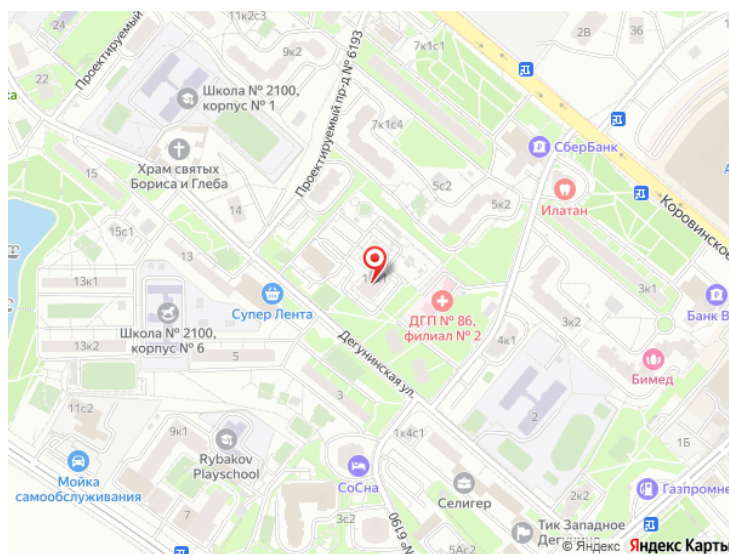 11к2с3
24
9к2
7к1с1
2В
36
Проектируемый
Проектируемый пр-д № 6193
22
Школа № 2100,
корпус № 1
7к1с4
СберБанк
Храм святых
Бориса и Глеба
5с2
15
14
5к2
Илатан
Коровинское
15с1
13
13к1
3к1
Супер Лента
ДГП № 86,
филиал № 2
3к2
Банк В
Школа № 2100,
корпус № 6
Дегунинская ул.
4к1
13к2
5
Бимед
3
11с2
2
9к1
1к4с1
1Б
Rybakov
Playschool
Мойка
самообслуживания
СоСна
Селигер
Газпромне
7
2к2
3с2
№ 6190
Тик Западное
Дегунино
5Ас2
© Яндекс Яндекс Карты